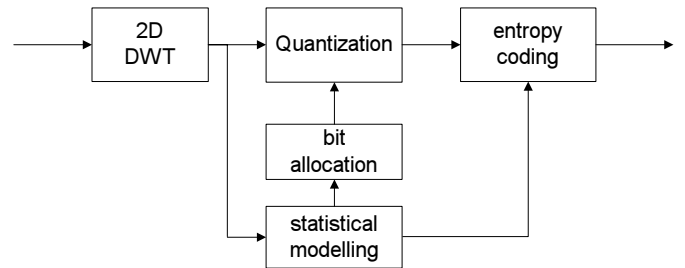 2D
DWT
Quantization
entropy
coding
bit
allocation
statistical
modelling